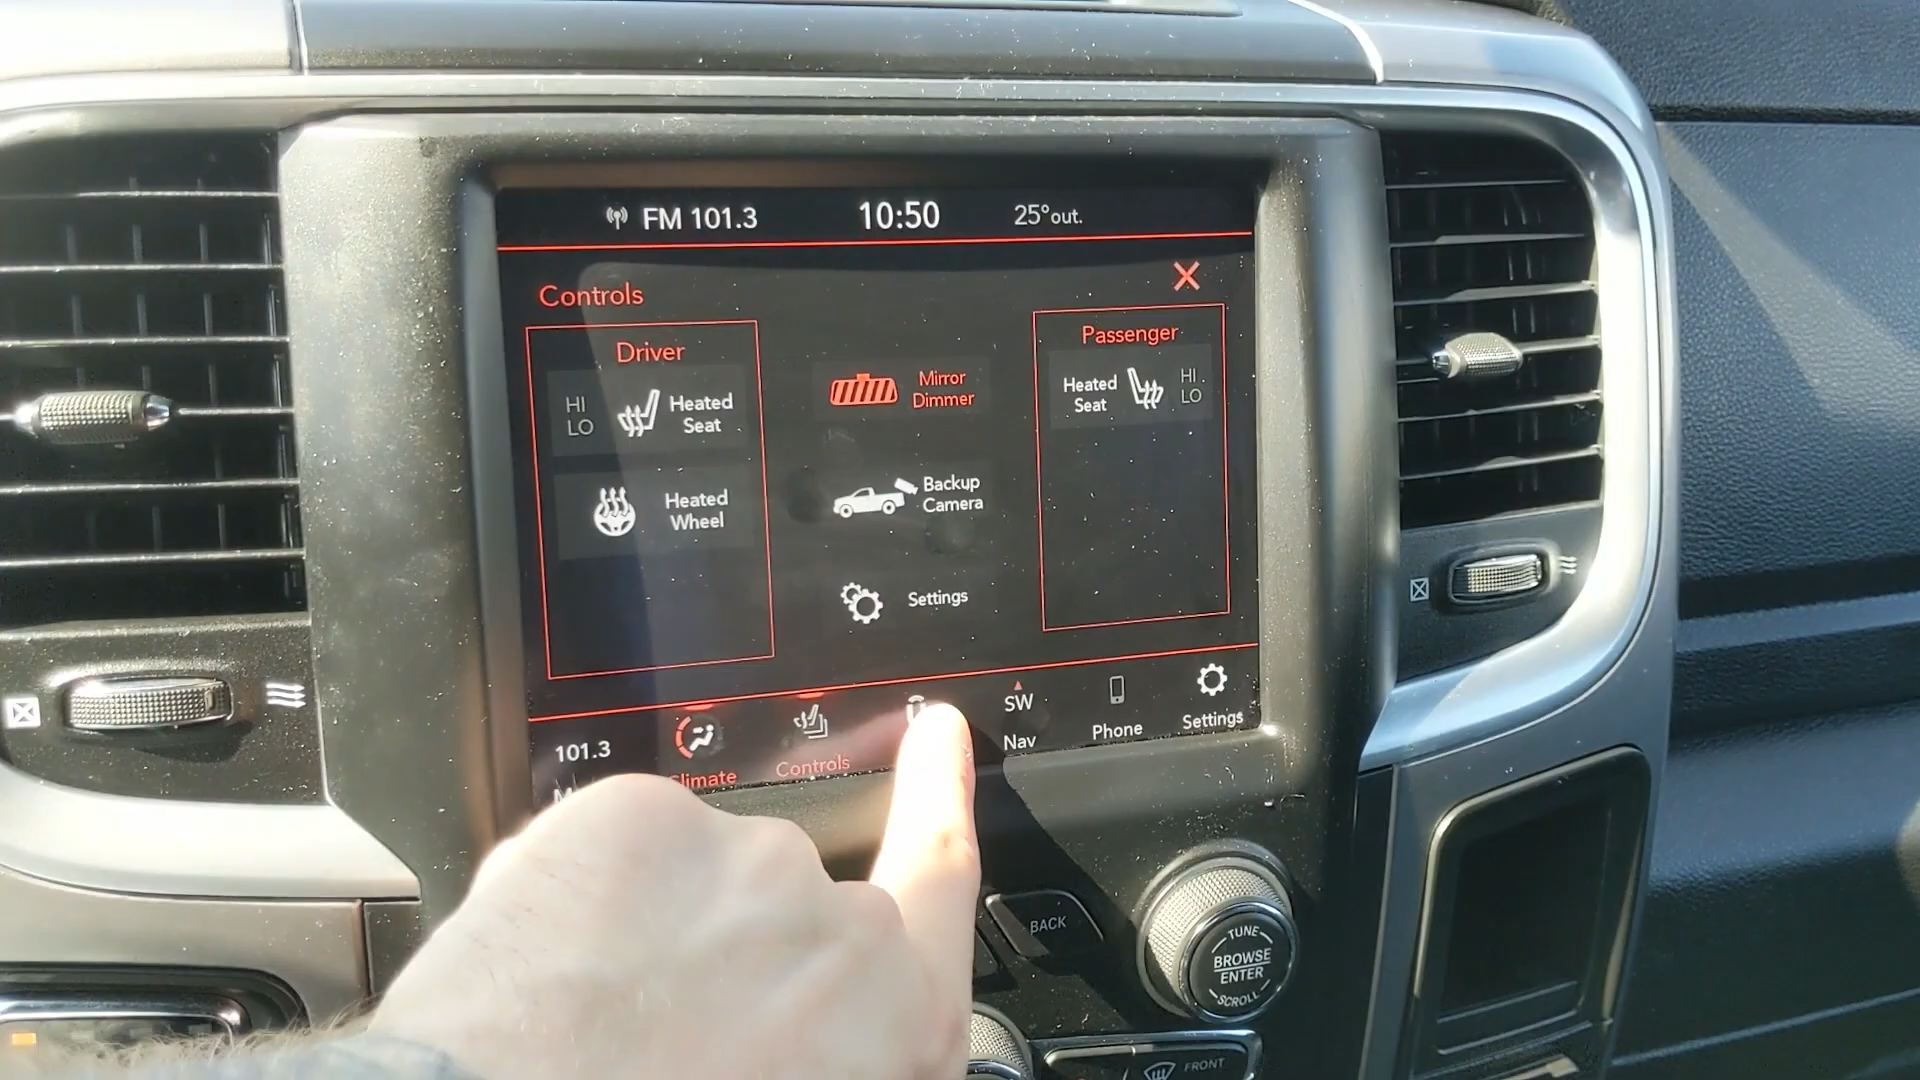 FM 101.3 10:50 25°out.
Controls
Driver
HI
LO
Heated
Seat
Heated
Wheel
Mirror
Dimmer
Backup
Camera
Settings
Passenger
Heated
Seat
HI
LO
101.3
Climate
Controls
SW
Nav
Phone
Settings
BACK
TUNE
BROWSE
ENTER
SCROLL
FRONT